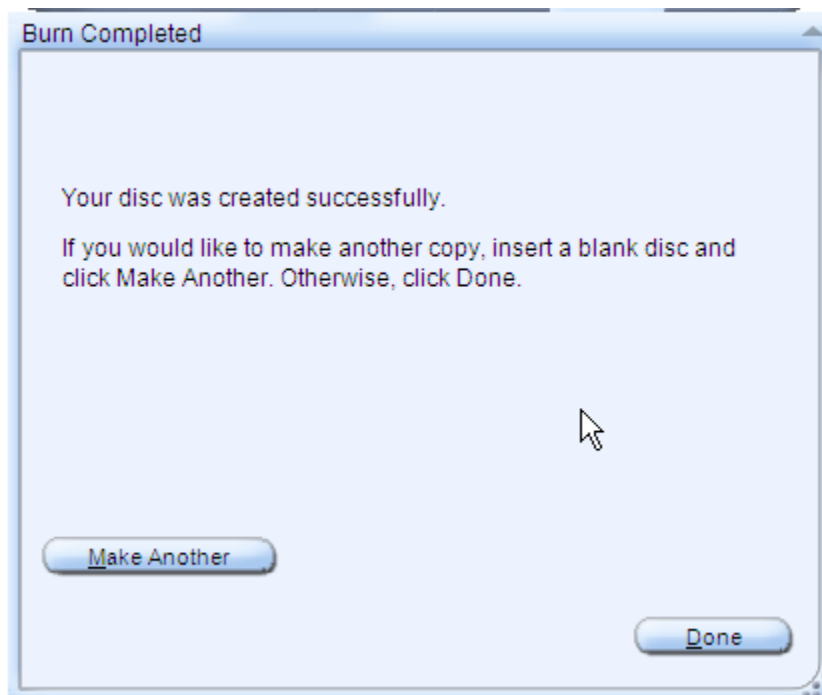 Burn Completed
Your disc was created successfully.
If you would like to make another copy, insert a blank disc and
click Make Another. Otherwise, click Done.
Make Another
Done